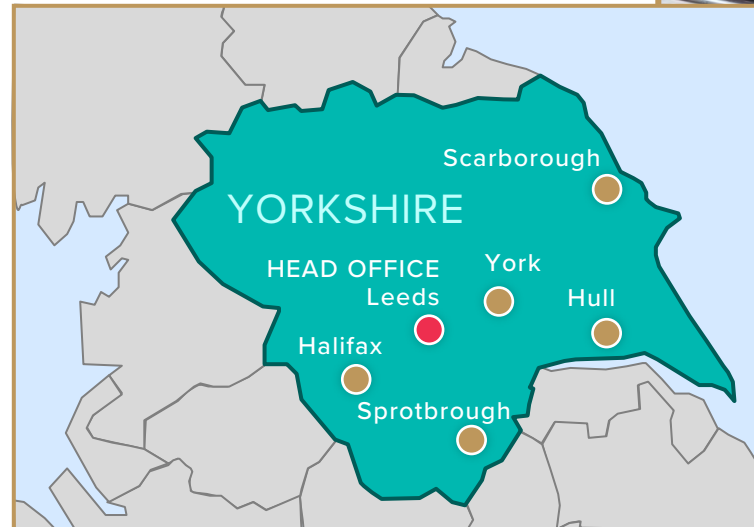 Scarborough
YORKSHIRE
HEAD OFFICE
Leeds
York
Hull
Halifax
Sprotbrough